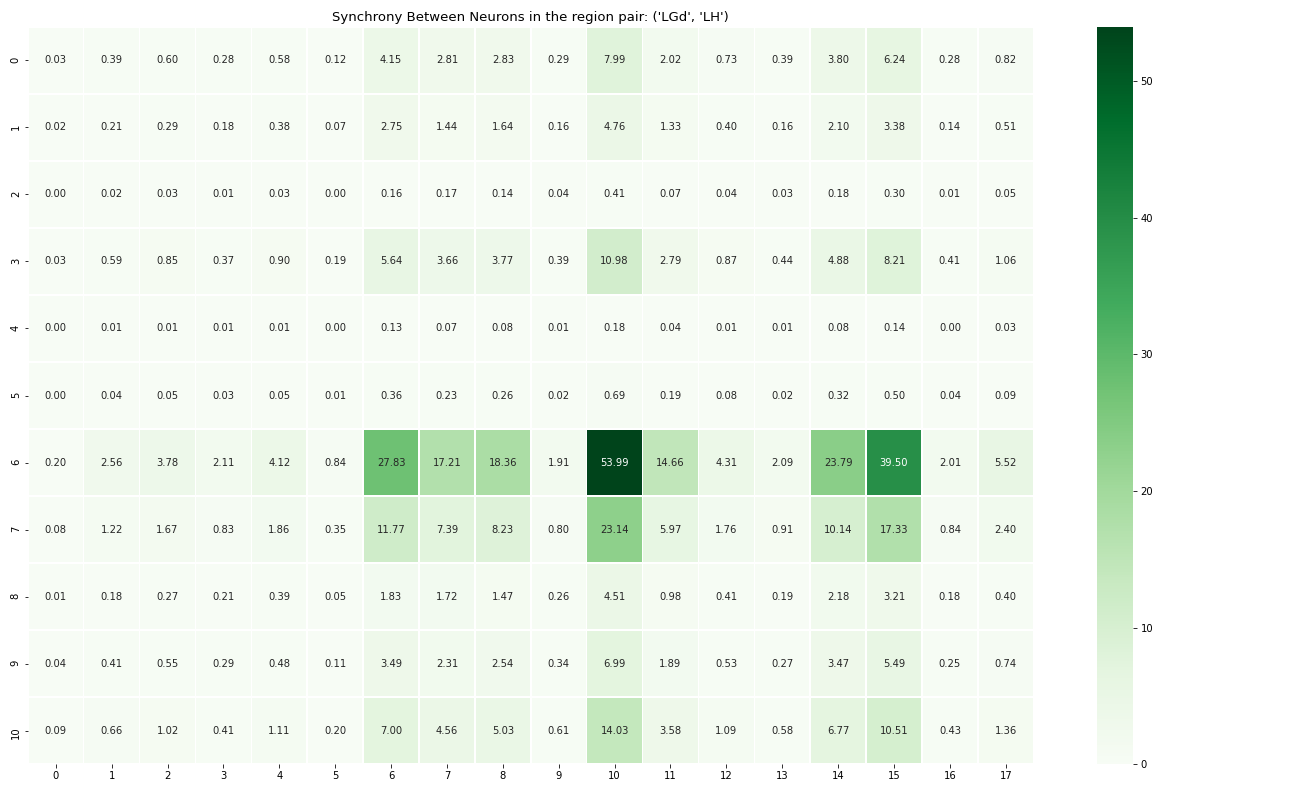 Synchrony Between Neurons in the region pair: ('LGd', 'LH')
0 0.03 0.39 0.60 0.28 0.58 0.12 4.15 2.81 2.83 0.29 7.99 2.02 0.73 0.39 3.80 6.24 0.28 0.82
1 0.02 0.21 0.29 0.18 0.38 0.07 2.75 1.44 1.64 0.16 4.76 1.33 0.40 0.16 2.10 3.38 0.14 0.51
2 0.00 0.02 0.03 0.01 0.03 0.00 0.16 0.17 0.14 0.04 0.41 0.07 0.04 0.03 0.18 0.30 0.01 0.05
3 0.03 0.59 0.85 0.37 0.90 0.19 5.64 3.66 3.77 0.39 10.98 2.79 0.87 0.44 4.88 8.21 0.41 1.06
4 0.00 0.01 0.01 0.01 0.01 0.00 0.13 0.07 0.08 0.01 0.18 0.04 0.01 0.01 0.08 0.14 0.00 0.03
5 0.00 0.04 0.05 0.03 0.05 0.01 0.36 0.23 0.26 0.02 0.69 0.19 0.08 0.02 0.32 0.50 0.04 0.09
6 0.20 2.56 3.78 2.11 4.12 0.84 27.83 17.21 18.36 1.91 53.99 14.66 4.31 2.09 23.79 39.50 2.01 5.52
7 0.08 1.22 1.67 0.83 1.86 0.35 11.77 7.39 8.23 0.80 23.14 5.97 1.76 0.91 10.14 17.33 0.84 2.40
8 0.01 0.18 0.27 0.21 0.39 0.05 1.83 1.72 1.47 0.26 4.51 0.98 0.41 0.19 2.18 3.21 0.18 0.40
9 0.04 0.41 0.55 0.29 0.48 0.11 3.49 2.31 2.54 0.34 6.99 1.89 0.53 0.27 3.47 5.49 0.25 0.74
10 0.09 0.66 1.02 0.41 1.11 0.20 7.00 4.56 5.03 0.61 14.03 3.58 1.09 0.58 6.77 10.51 0.43 1.36
0 1 2 3 4 5 6 7 8 9 10 11 12 13 14 15 16 17
50
40
30
20
10
0